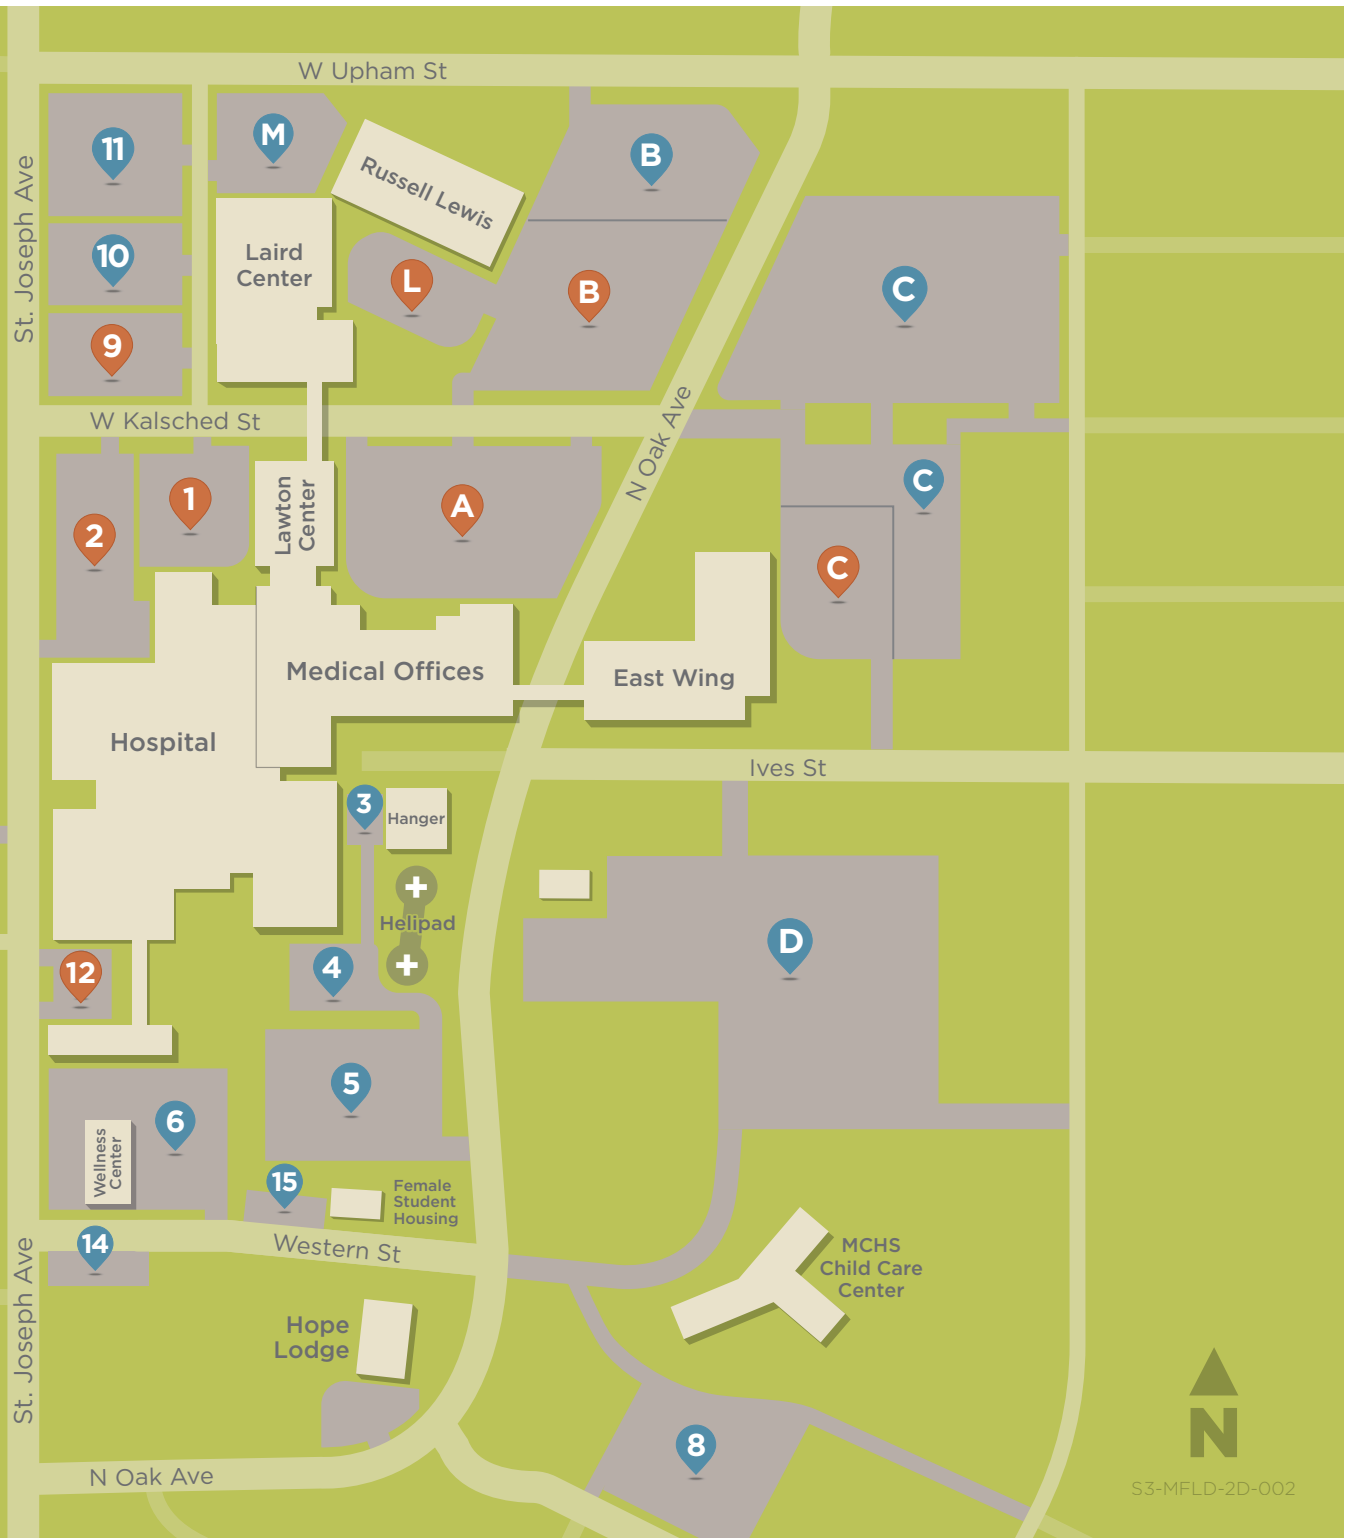 W Upham St
11
M
B
St. Joseph Ave
Russell Lewis
10
Laird
Center
L
B
C
9
W Kalsched St
N Oak Ave
2
1
Lawton
Center
A
C
C
Medical Offices
East Wing
Hospital
Ives St
3
Hanger
Helipad
12
4
D
5
6
Wellness
Center
15
Female
Student
Housing
14
Western St
MCHS
Child Care
Center
St. Joseph Ave
Hope
Lodge
8
N Oak Ave
N
S3-MFLD-2D-002